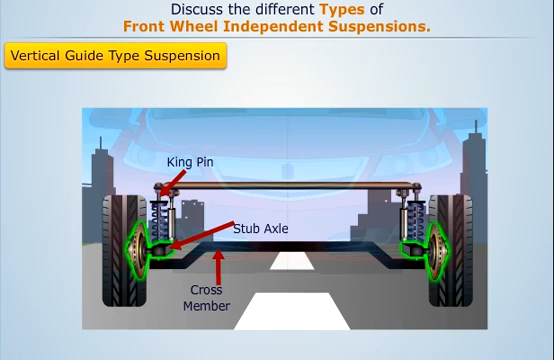 Discuss the different Types of
Front Wheel Independent Suspensions.
Vertical Guide Type Suspension
King Pin
Stub Axle
Cross
Member